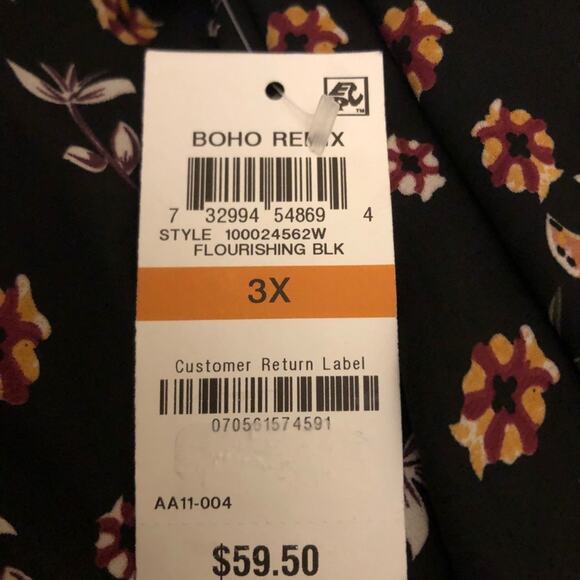 BOHO REMIX
7 32994 54869 4
STYLE 100024562W
FLOURISHING BLK
3X
Customer Return Label
070561574591
AA11-004
$59.50